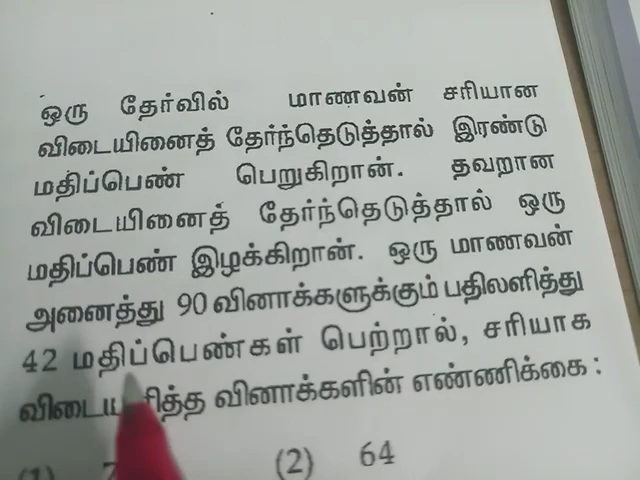 ஒரு தேர்வில் மாணவன் சரியான
விடையினைத் தேர்ந்தெடுத்தால் இரண்டு
மதிப்பெண் பெறுகிறான். தவறான
விடையினைத் தேர்ந்தெடுத்தால் ஒரு
மதிப்பெண் இழக்கிறான். ஒரு மாணவன்
அனைத்து 90 வினாக்களுக்கும் பதிலளித்து
42 மதிப்பெண்கள் பெற்றால், சரியாக
வினாக்களின் எண்ணிக்கை :
(1) (2) 64